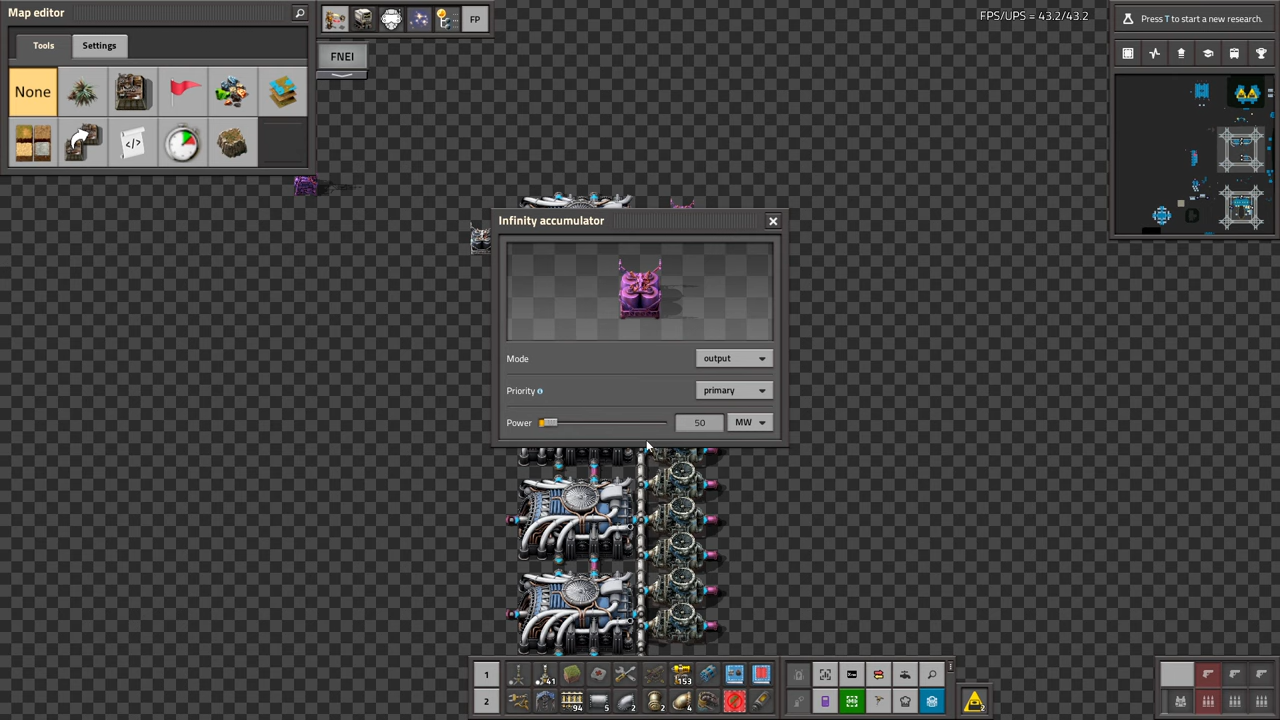 Map editor
Tools
Settings
None
FP
FNEI
FPS/UPS = 43.2/43.2
Press T to start a new research.
Infinity accumulator
Mode
output
Priority
primary
Power
50
MW
1
41
153
2
94
5
2
2
4
2